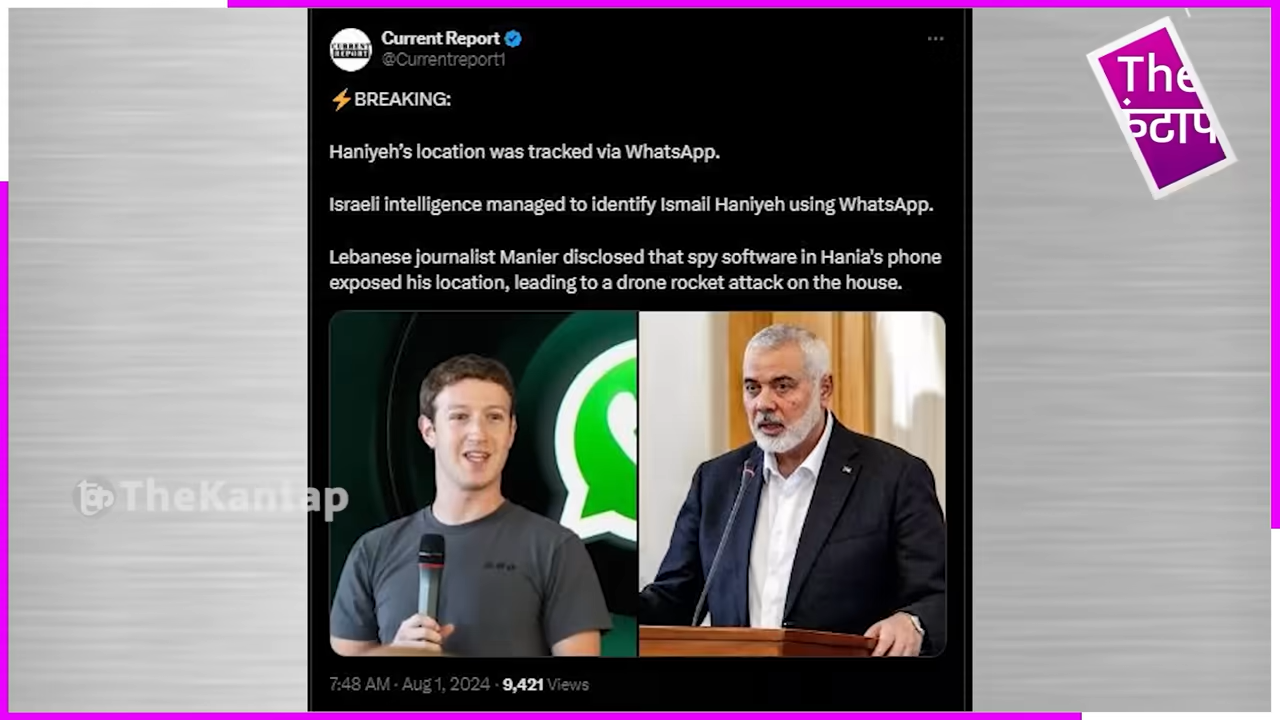 Current Report
@Currentreport1
⚡BREAKING:
Haniyeh's location was tracked via WhatsApp.
Israeli intelligence managed to identify Ismail Haniyeh using WhatsApp.
Lebanese journalist Manier disclosed that spy software in Hania's phone
exposed his location, leading to a drone rocket attack on the house.
7:48 AM · Aug 1, 2024 · 9,421 Views
The
कंटाप
TheKantap